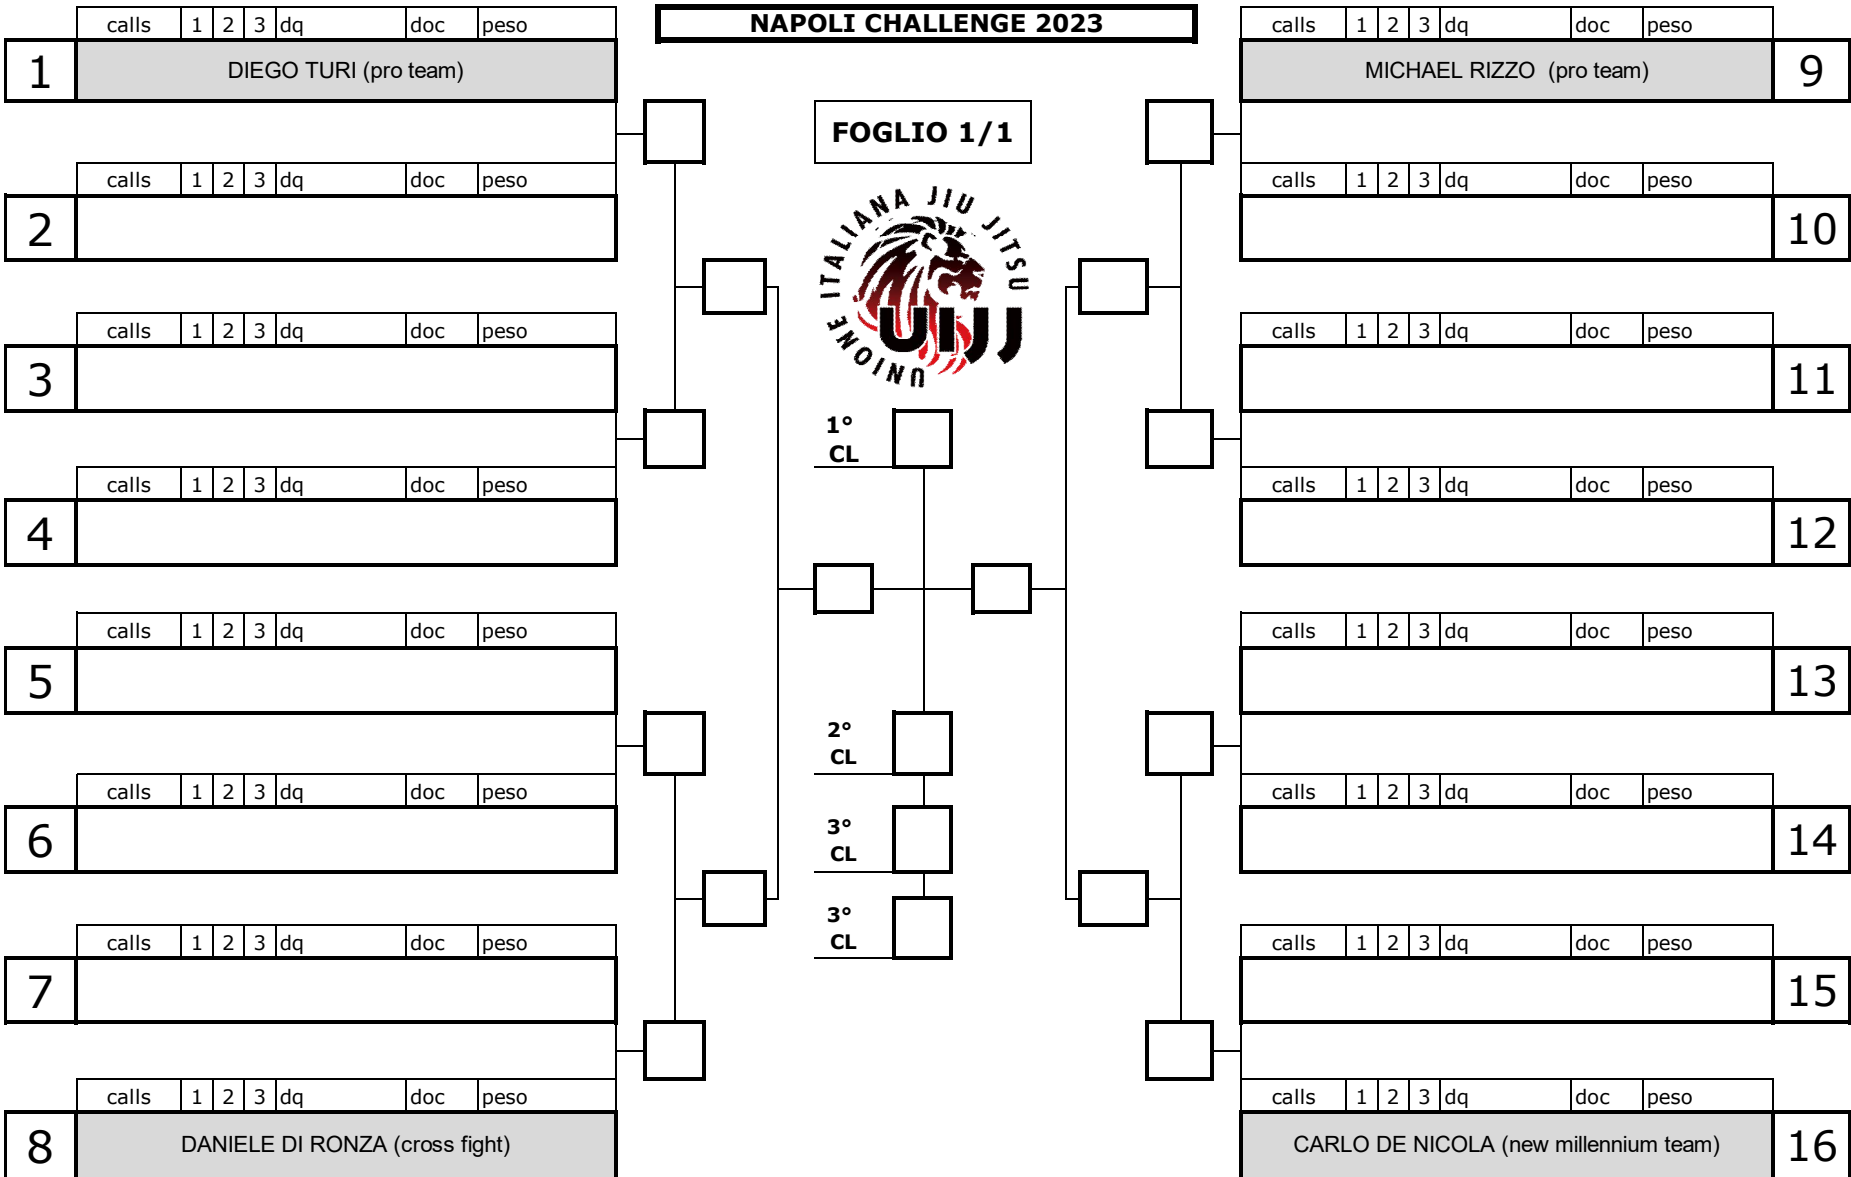 calls 1 2 3 dq doc peso
NAPOLI CHALLENGE 2023
calls 1 2 3 dq doc peso
1 DIEGO TURI (pro team)
MICHAEL RIZZO (pro team) 9
FOGLIO 1/1
calls 1 2 3 dq doc peso
calls 1 2 3 dq doc peso
2
10
UNIONE ITALIANA JIU JITSU
UIJJ
calls 1 2 3 dq doc peso
calls 1 2 3 dq doc peso
3
11
1°
CL
calls 1 2 3 dq doc peso
calls 1 2 3 dq doc peso
4
12
calls 1 2 3 dq doc peso
calls 1 2 3 dq doc peso
5
13
2°
CL
calls 1 2 3 dq doc peso
calls 1 2 3 dq doc peso
6
14
3°
CL
3°
CL
calls 1 2 3 dq doc peso
calls 1 2 3 dq doc peso
7
15
calls 1 2 3 dq doc peso
calls 1 2 3 dq doc peso
8 DANIELE DI RONZA (cross fight)
CARLO DE NICOLA (new millennium team) 16